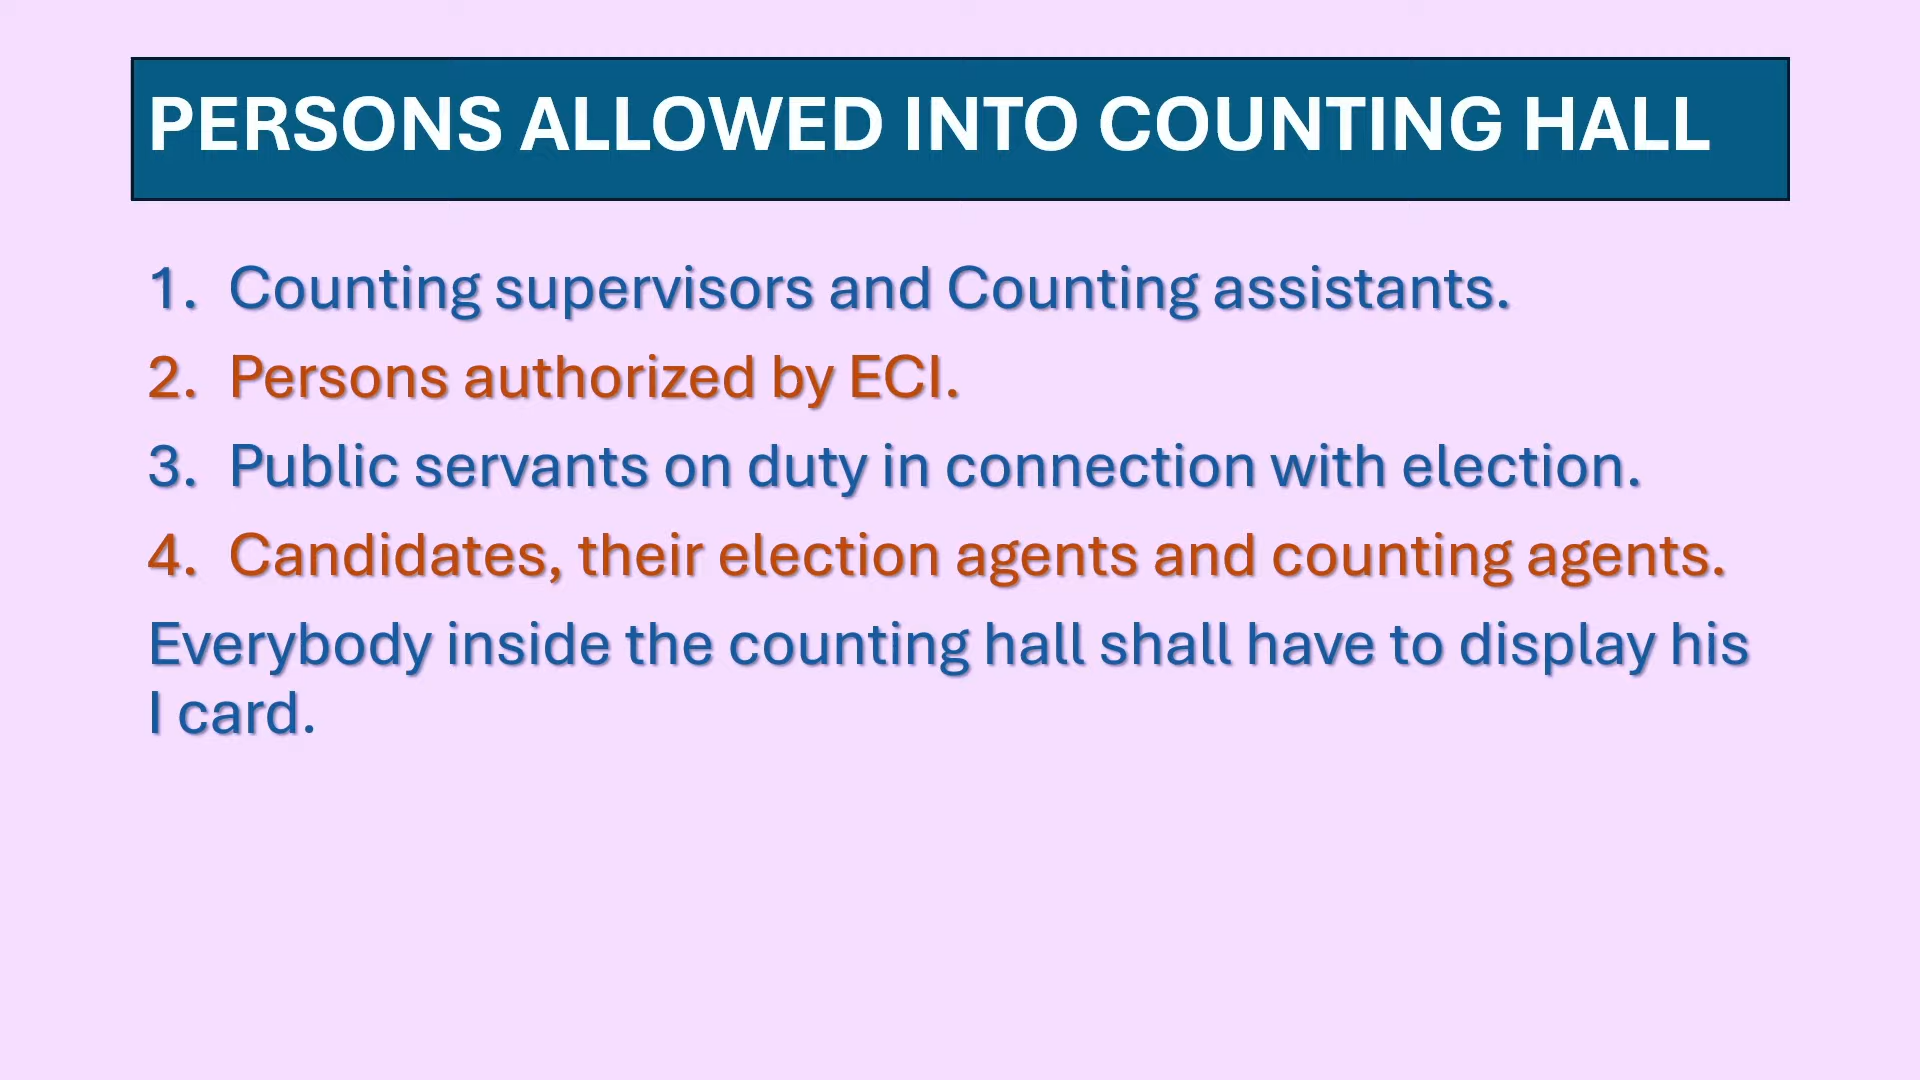 PERSONS ALLOWED INTO COUNTING HALL
1. Counting supervisors and Counting assistants.
2. Persons authorized by ECI.
3. Public servants on duty in connection with election.
4. Candidates, their election agents and counting agents.
Everybody inside the counting hall shall have to display his
I card.